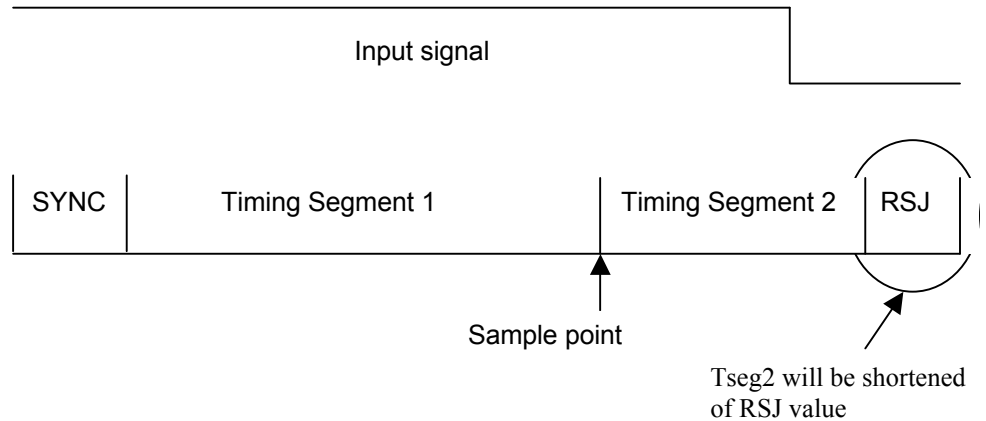 Input signal
SYNC Timing Segment 1 Timing Segment 2 RSJ
Sample point
Tseg2 will be shortened
of RSJ value